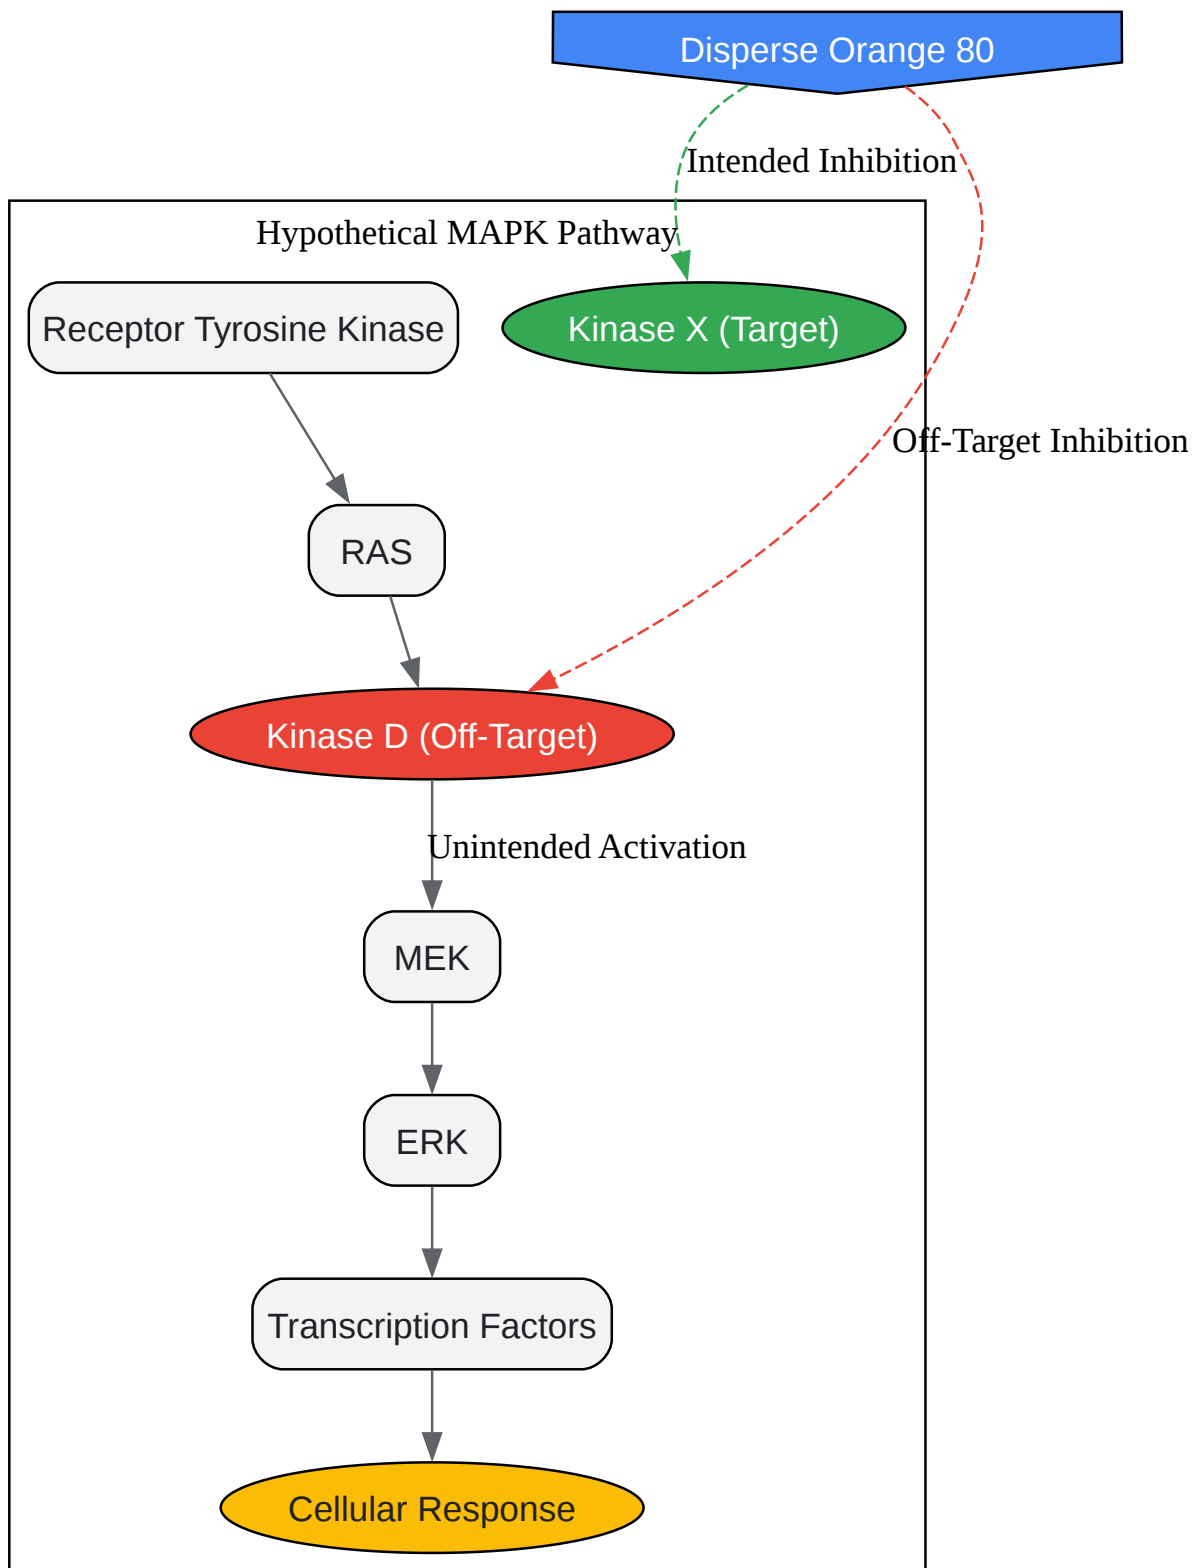 Disperse Orange 80
Intended Inhibition
Hypothetical MAPK Pathway
Receptor Tyrosine Kinase
Kinase X (Target)
Off-Target Inhibition
RAS
Kinase D (Off-Target)
Unintended Activation
MEK
ERK
Transcription Factors
Cellular Response